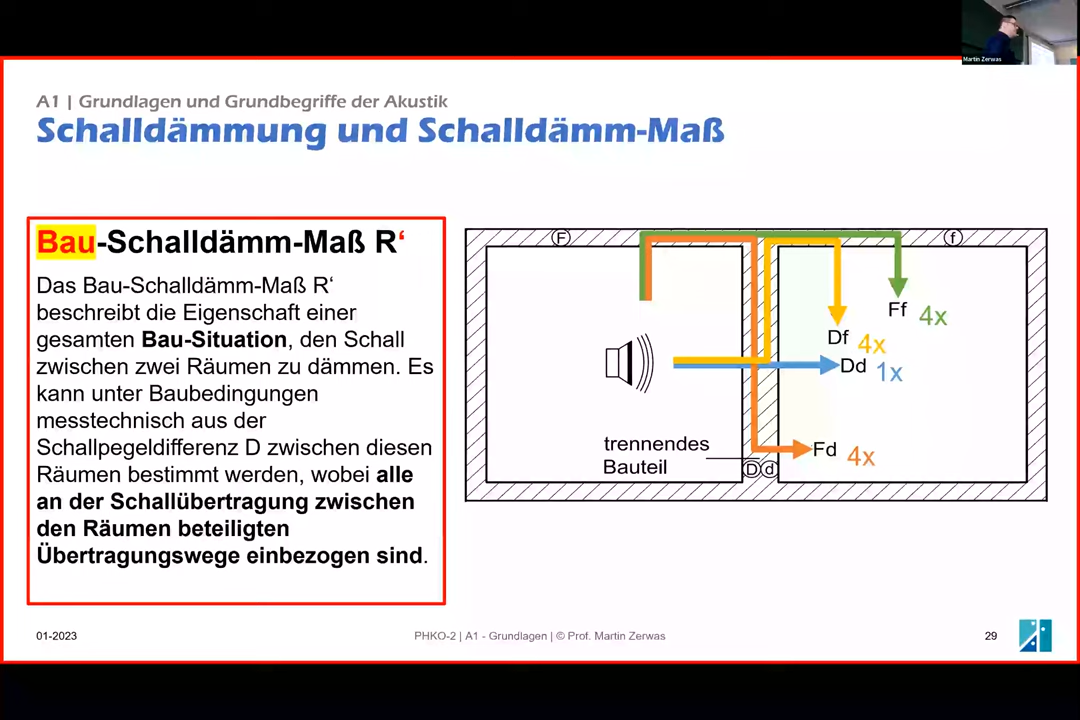 Martin Zerwas
A1 | Grundlagen und Grundbegriffe der Akustik
Schalldämmung und Schalldämm-Maß
Bau-Schalldämm-Maß R‘
Das Bau-Schalldämm-Maß R‘
beschreibt die Eigenschaft einer
gesamten Bau-Situation, den Schall
zwischen zwei Räumen zu dämmen. Es
kann unter Baubedingungen
messtechnisch aus der
Schallpegeldifferenz D zwischen diesen
Räumen bestimmt werden, wobei alle
an der Schallübertragung zwischen
den Räumen beteiligten
Übertragungswege einbezogen sind.
F
f
Ff 4x
Df 4x
Dd 1x
trennendes
Bauteil
D d
Fd 4x
01-2023
PHKO-2 | A1 - Grundlagen | © Prof. Martin Zerwas
29